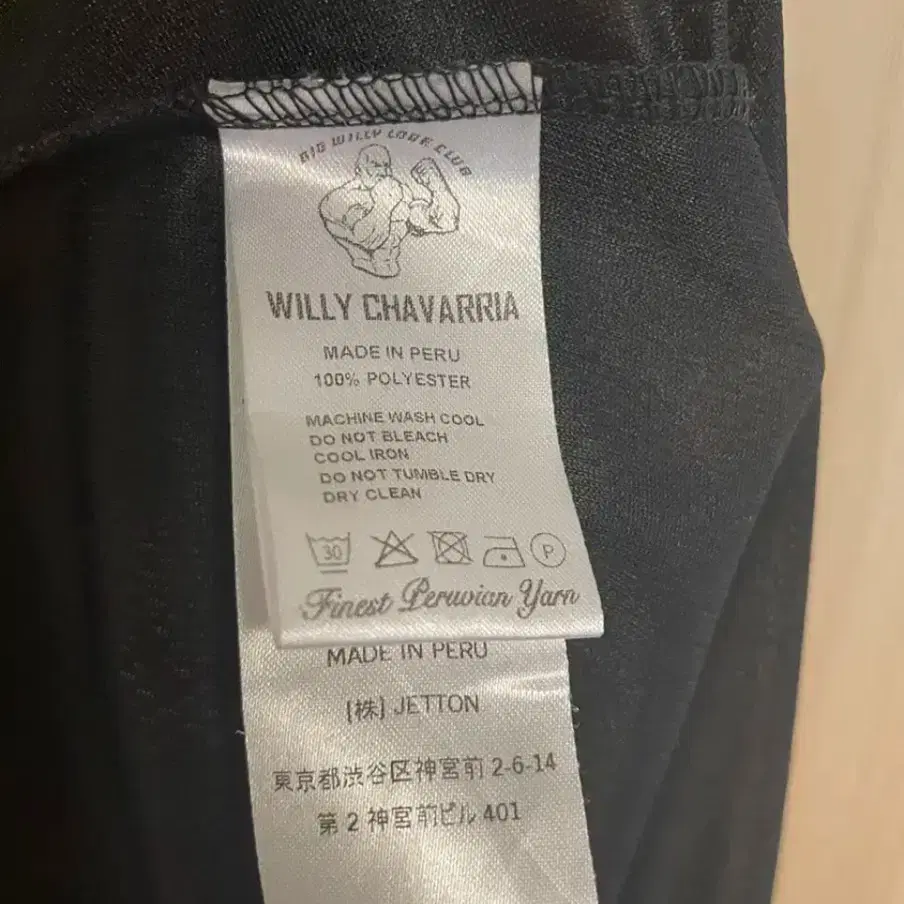 BIG WILLY LOVE CLUB
WILLY CHAVARRIA
MADE IN PERU
100% POLYESTER
MACHINE WASH COOL
DO NOT BLEACH
COOL IRON
DO NOT TUMBLE DRY
DRY CLEAN
30
P
Finest Peruvian Yarn
MADE IN PERU
[株] JETTON
東京都渋谷区神宮前 2-6-14
第2神宮前ビル 401